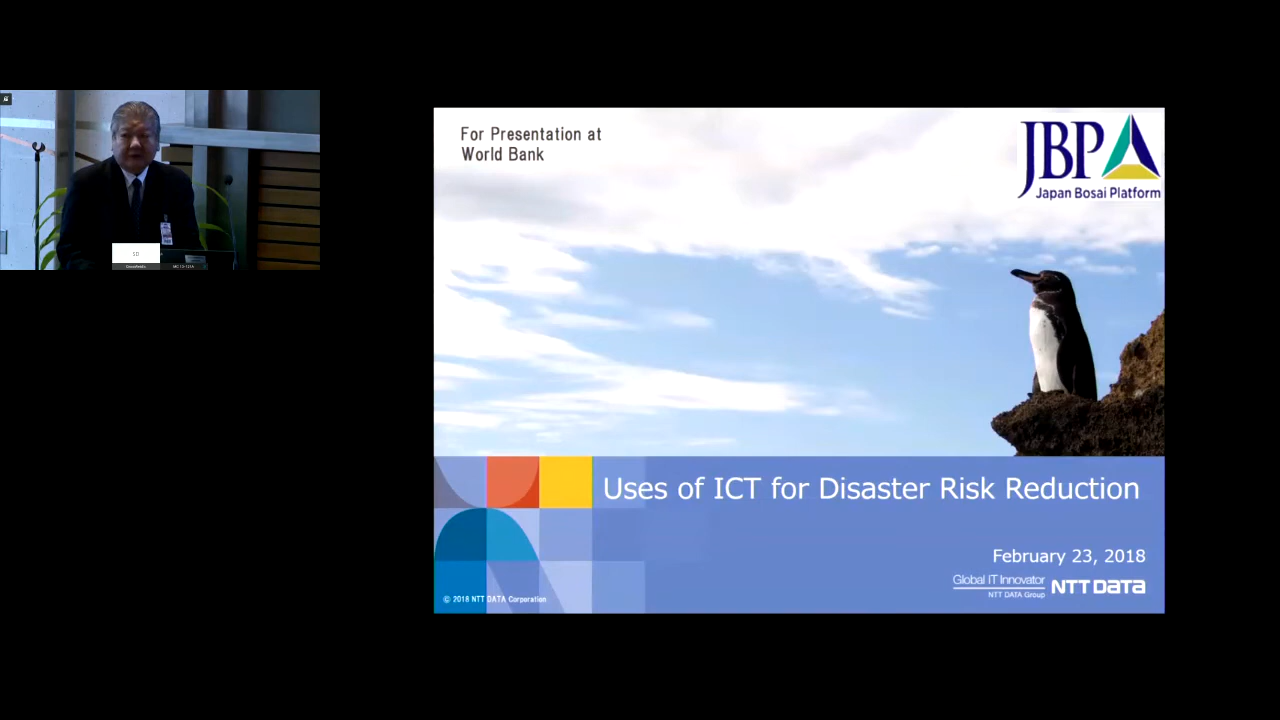 For Presentation at
World Bank
JBP
Japan Bosai Platform
Uses of ICT for Disaster Risk Reduction
February 23, 2018
Global IT Innovator
NTT DATA Group
NTT DATA
© 2018 NTT DATA Corporation